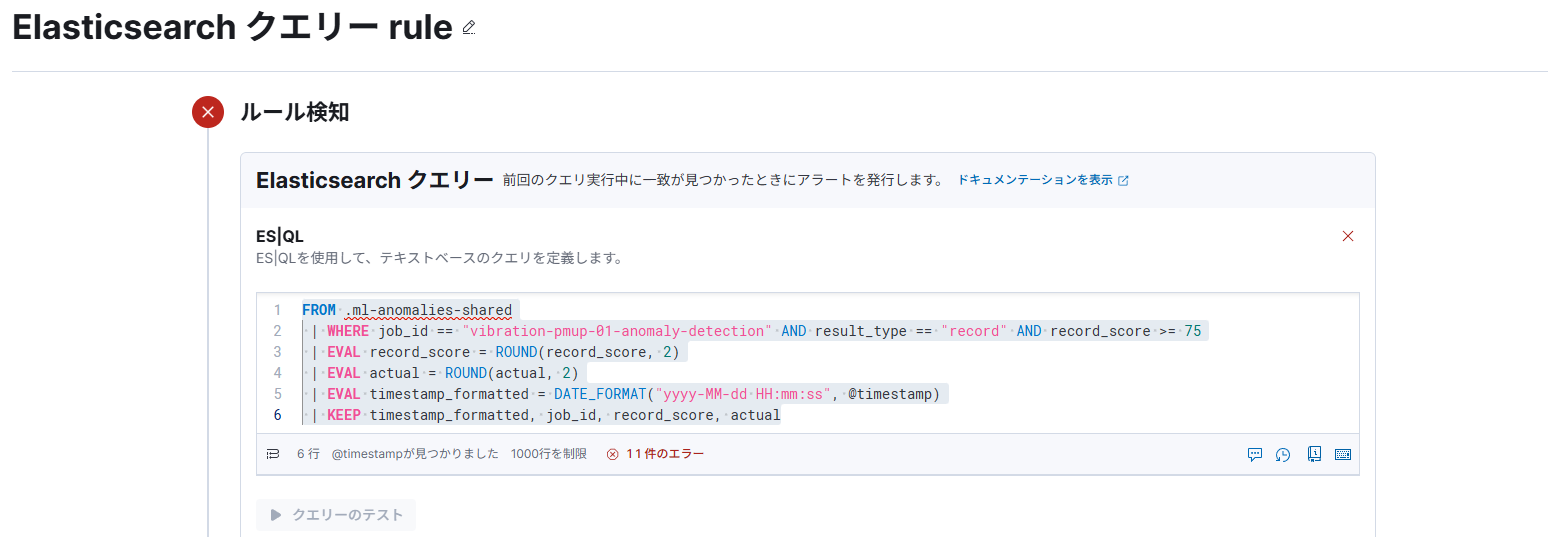 Elasticsearch クエリー rule
ルール検知
Elasticsearch クエリー 前回のクエリ実行中に一致が見つかったときにアラートを発行します。 ドキュメンテーションを表示
ES|QL
ES|QLを使用して、テキストベースのクエリを定義します。
1 FROM .ml-anomalies-shared
2 | WHERE job_id == "vibration-pmup-01-anomaly-detection" AND result_type == "record" AND record_score >= 75
3 | EVAL record_score = ROUND(record_score, 2)
4 | EVAL actual = ROUND(actual, 2)
5 | EVAL timestamp_formatted = DATE_FORMAT("yyyy-MM-dd HH:mm:ss", @timestamp)
6 | KEEP timestamp_formatted, job_id, record_score, actual
6 行 @timestampが見つかりました 1000行を制限 11件のエラー
クエリーのテスト